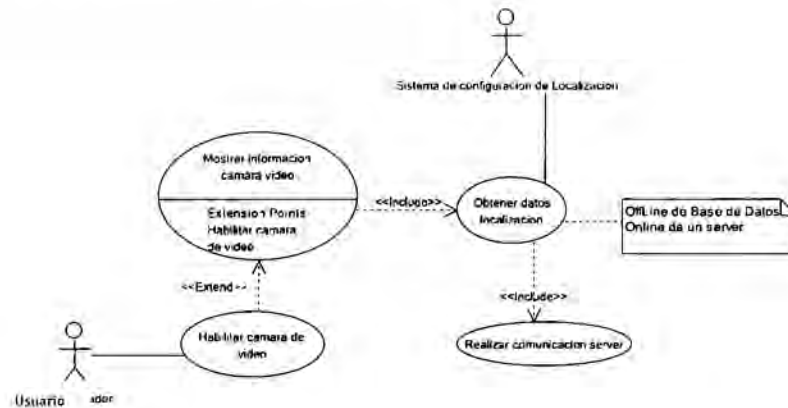 Sistema de configuracion de Localizacion
Mostrar informacion
camara video
Extension Points
Habilitar camara
de video
<<Include>>
Obtener datos
localizacion
OffLine de Base de Datos
Online de un server
<<Extend>>
<<Include>>
Habilitar camara de
video
Realizar comunicacion server
Usuario